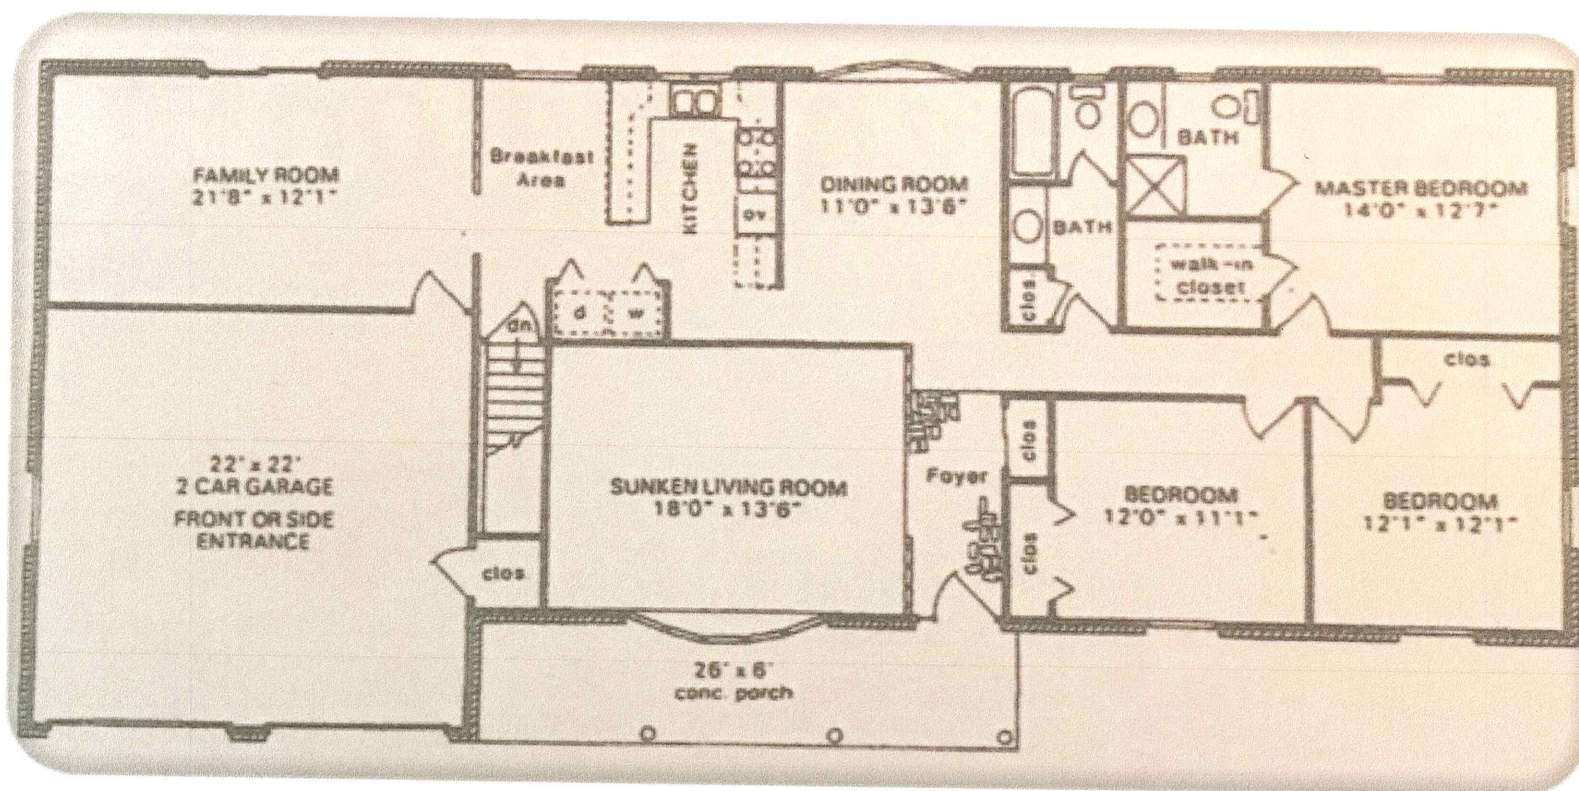 FAMILY ROOM
21'8" x 12'1"
Breakfast
Area
KITCHEN
ov
DINING ROOM
11'0" x 13'6"
BATH
BATH
clos.
walk-in
closet
MASTER BEDROOM
14'0" x 12'7"
d
w
dn
clos
22' x 22'
2 CAR GARAGE
FRONT OR SIDE
ENTRANCE
clos
SUNKEN LIVING ROOM
18'0" x 13'6"
Foyer
clos
clos
BEDROOM
12'0" x 11'1"
BEDROOM
12'1" x 12'1"
26' x 6'
conc. porch